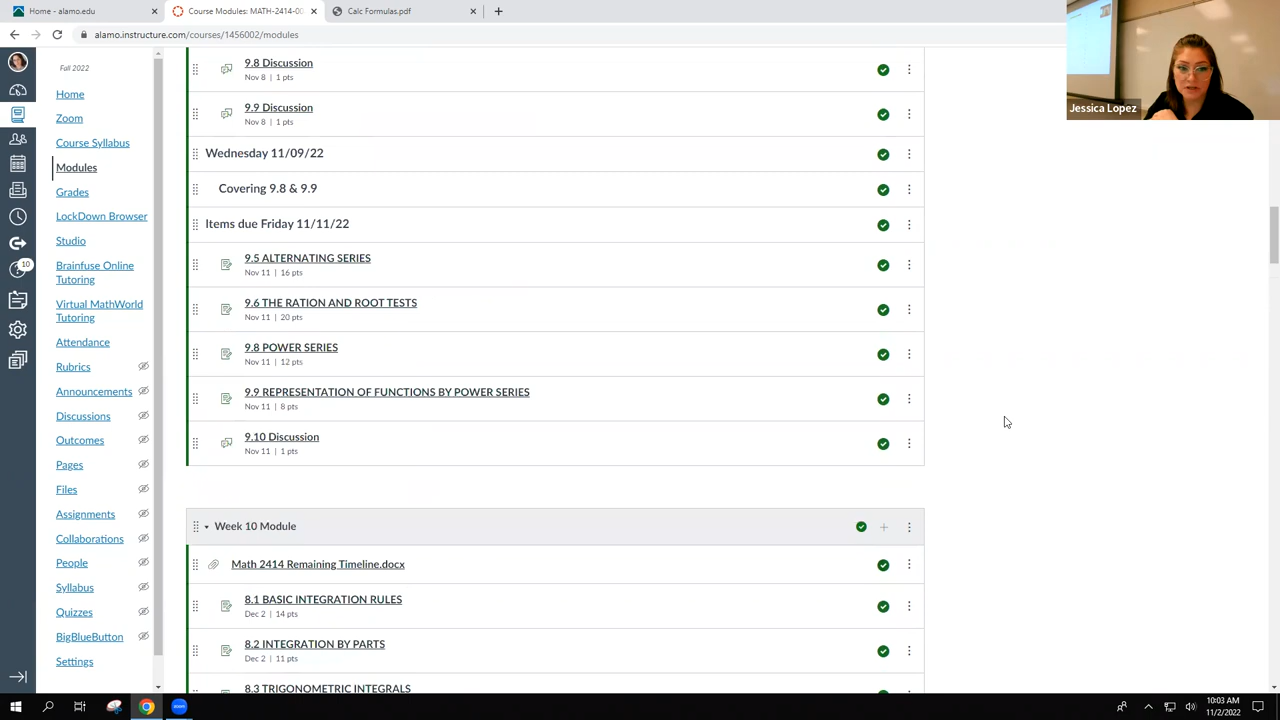 Home - alamo.edu
Course Modules: MATH-2414-00
Calc Formulas.pdf
alamo.instructure.com/courses/1456002/modules
Jessica Lopez
Fall 2022
Home
Zoom
Course Syllabus
Modules
Grades
LockDown Browser
Studio
10
Brainfuse Online
Tutoring
Virtual MathWorld
Tutoring
Attendance
Rubrics
Announcements
Discussions
Outcomes
Pages
Files
Assignments
Collaborations
People
Syllabus
Quizzes
BigBlueButton
Settings
9.8 Discussion
Nov 8 | 1 pts
9.9 Discussion
Nov 8 | 1 pts
Wednesday 11/09/22
Covering 9.8 & 9.9
Items due Friday 11/11/22
9.5 ALTERNATING SERIES
Nov 11 | 16 pts
9.6 THE RATION AND ROOT TESTS
Nov 11 | 20 pts
9.8 POWER SERIES
Nov 11 | 12 pts
9.9 REPRESENTATION OF FUNCTIONS BY POWER SERIES
Nov 11 | 8 pts
9.10 Discussion
Nov 11 | 1 pts
Week 10 Module
Math 2414 Remaining Timeline.docx
8.1 BASIC INTEGRATION RULES
Dec 2 | 14 pts
8.2 INTEGRATION BY PARTS
Dec 2 | 11 pts
8.3 TRIGONOMETRIC INTEGRALS
zoom
10:03 AM
11/2/2022